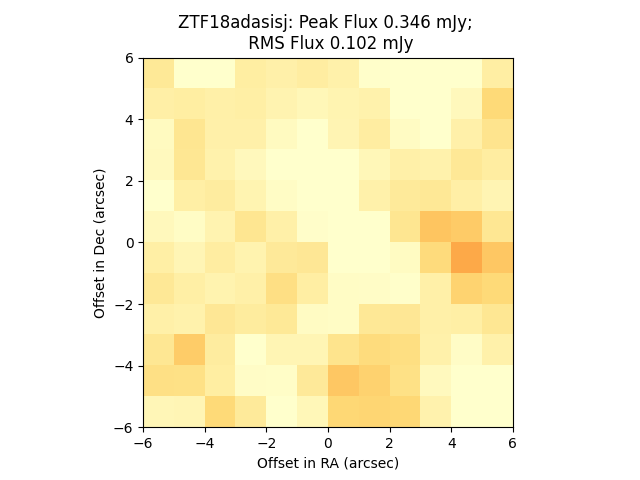 ZTF18adasisj: Peak Flux 0.346 mJy;
RMS Flux 0.102 mJy
6
4
2
0
−2
−4
−6
Offset in Dec (arcsec)
−6 −4 −2 0 2 4 6
Offset in RA (arcsec)